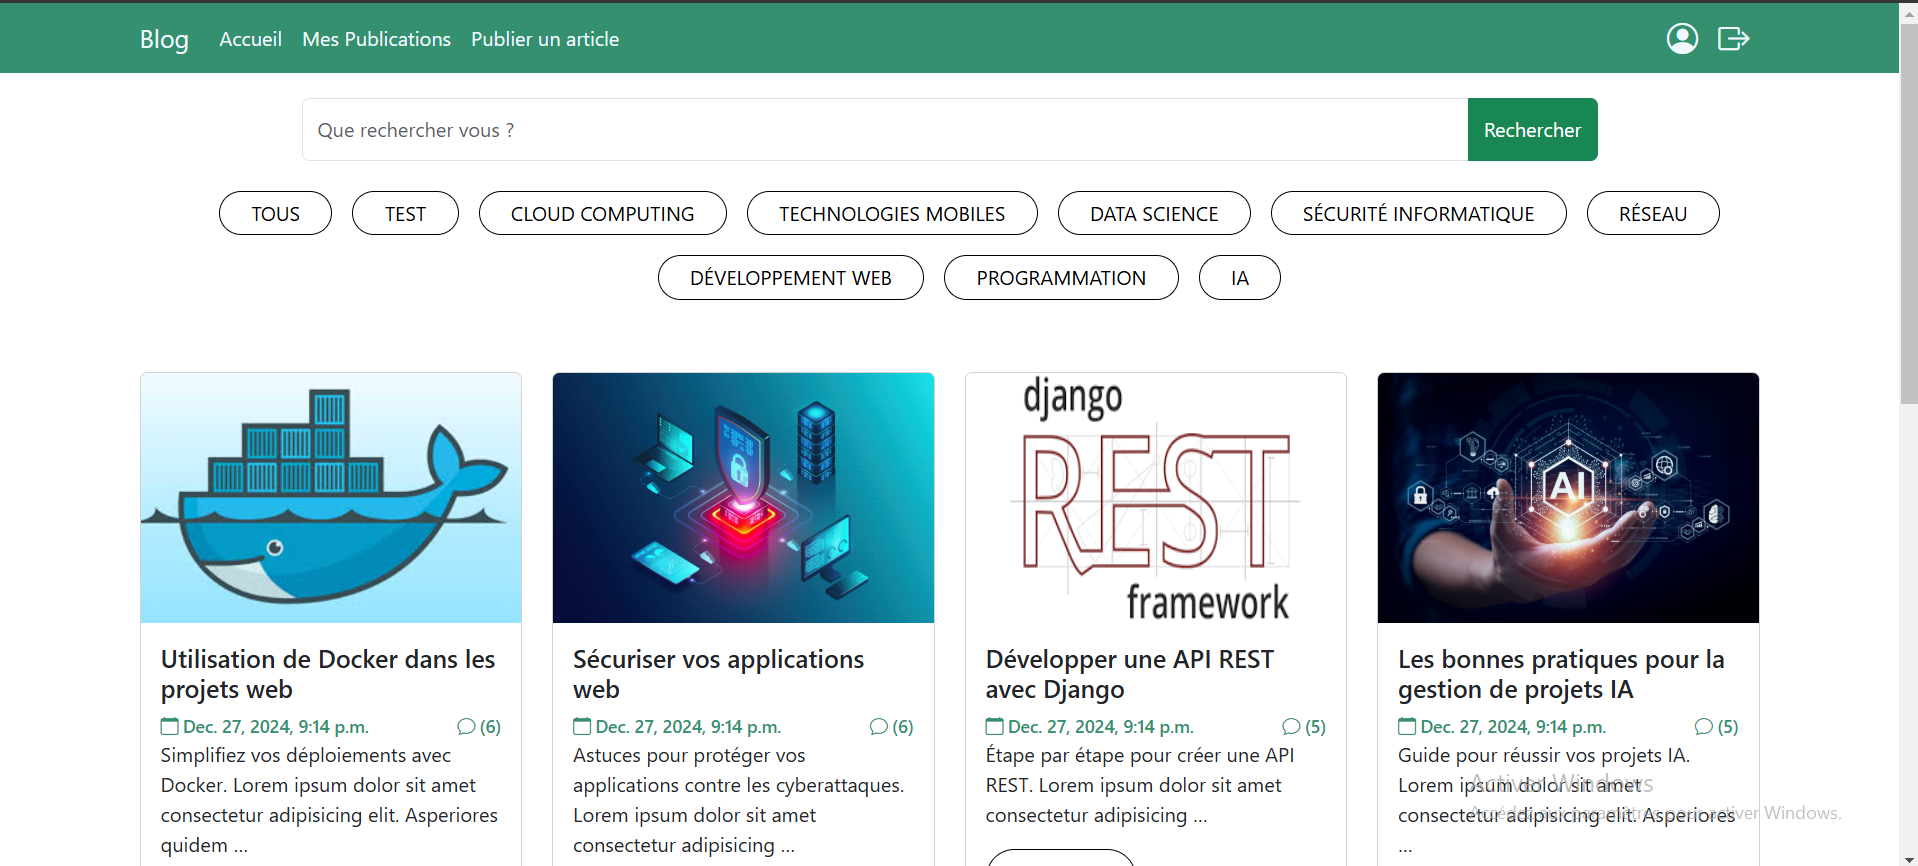 Blog Accueil Mes Publications Publier un article
Que rechercher vous ? Rechercher
TOUS TEST CLOUD COMPUTING TECHNOLOGIES MOBILES DATA SCIENCE SÉCURITÉ INFORMATIQUE RÉSEAU
DÉVELOPPEMENT WEB PROGRAMMATION IA
django
REST
framework
AI
Utilisation de Docker dans les
projets web
Dec. 27, 2024, 9:14 p.m. (6)
Simplifiez vos déploiements avec
Docker. Lorem ipsum dolor sit amet
consectetur adipisicing elit. Asperiores
quidem ...
Sécuriser vos applications
web
Dec. 27, 2024, 9:14 p.m. (6)
Astuces pour protéger vos
applications contre les cyberattaques.
Lorem ipsum dolor sit amet
consectetur adipisicing ...
Développer une API REST
avec Django
Dec. 27, 2024, 9:14 p.m. (5)
Étape par étape pour créer une API
REST. Lorem ipsum dolor sit amet
consectetur adipisicing ...
Les bonnes pratiques pour la
gestion de projets IA
Dec. 27, 2024, 9:14 p.m. (5)
Guide pour réussir vos projets IA.
Lorem ipsum dolor sit amet
consectetur adipisicing elit. Asperiores
...
Activer Windows
Accédez aux paramètres pour activer Windows.